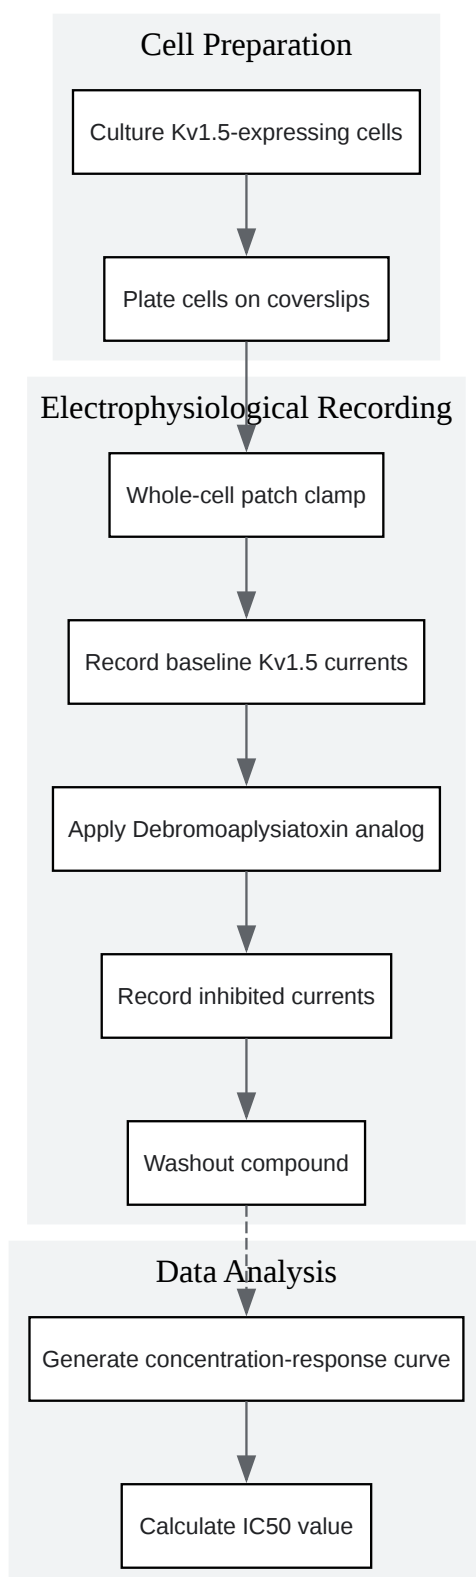 Cell Preparation
Culture Kv1.5-expressing cells
Plate cells on coverslips
Electrophysiological Recording
Whole-cell patch clamp
Record baseline Kv1.5 currents
Apply Debromoaplysiatoxin analog
Record inhibited currents
Washout compound
Data Analysis
Generate concentration-response curve
Calculate IC50 value